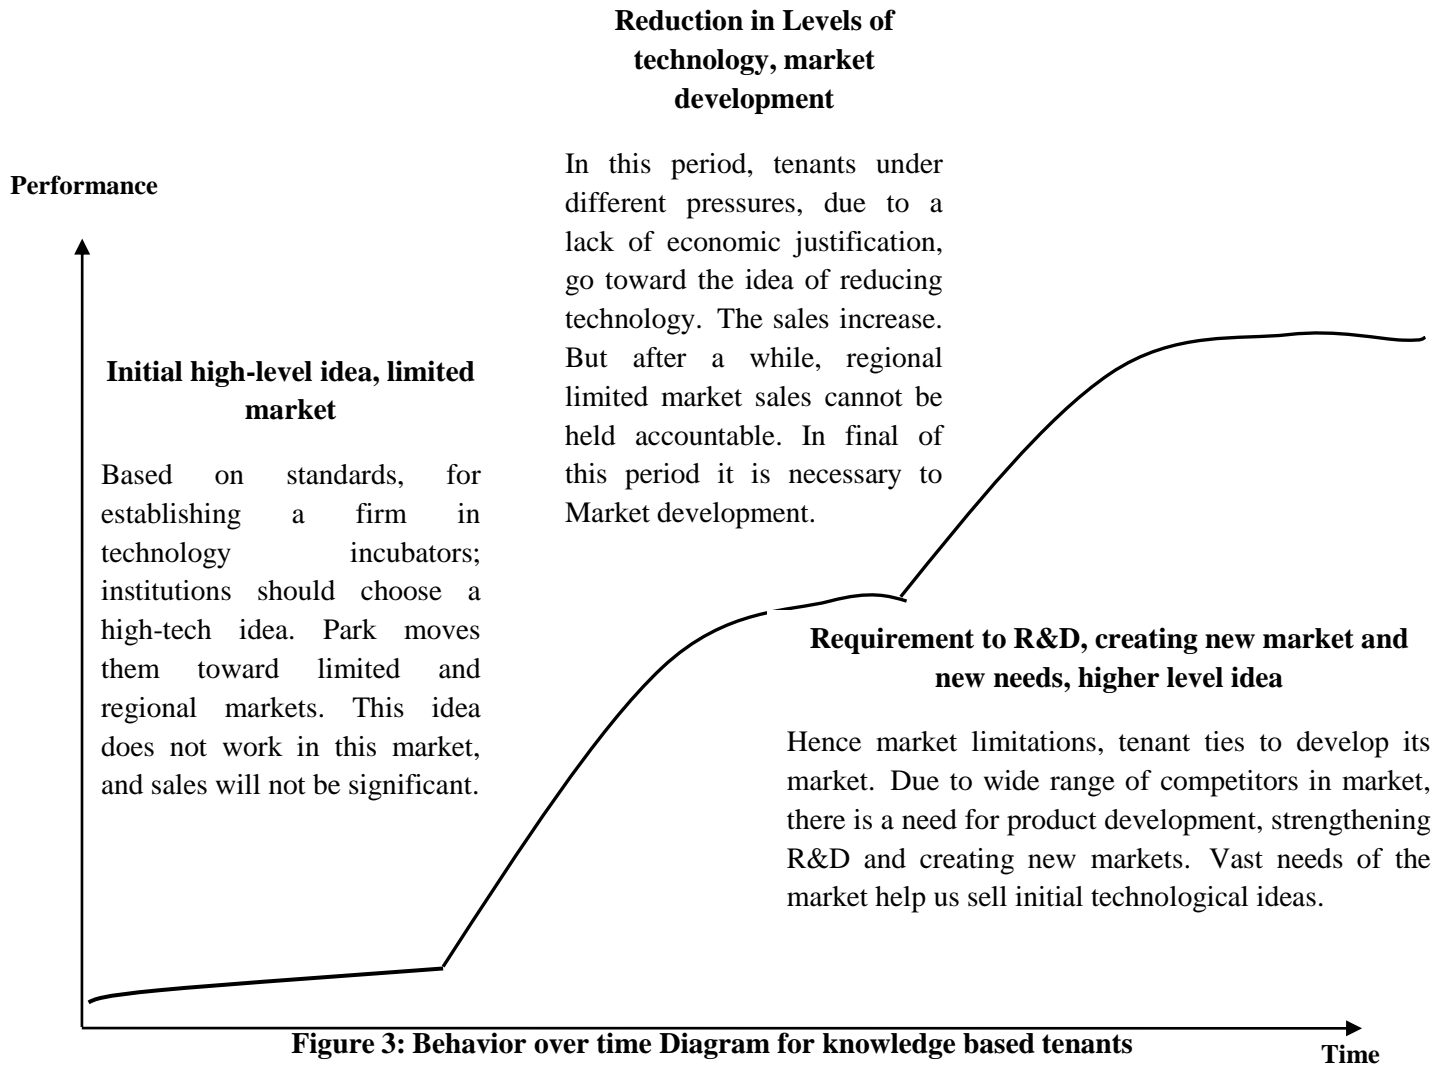 Reduction in Levels of
technology, market
development
In this period, tenants under
different pressures, due to a
lack of economic justification,
go toward the idea of reducing
technology. The sales increase.
But after a while, regional
limited market sales cannot be
held accountable. In final of
this period it is necessary to
Market development.
Performance
Initial high-level idea, limited
market
Based on standards, for
establishing a firm in
technology incubators;
institutions should choose a
high-tech idea. Park moves
them toward limited and
regional markets. This idea
does not work in this market,
and sales will not be significant.
Requirement to R&D, creating new market and
new needs, higher level idea
Hence market limitations, tenant ties to develop its
market. Due to wide range of competitors in market,
there is a need for product development, strengthening
R&D and creating new markets. Vast needs of the
market help us sell initial technological ideas.
Figure 3: Behavior over time Diagram for knowledge based tenants
Time